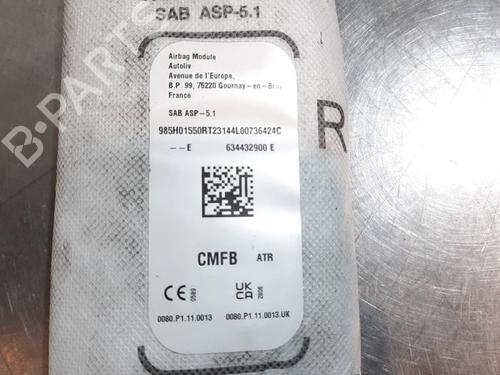 SAB ASP-5.1
Airbag Module
Autoliv
Avenue de l'Europe,
B.P. 99, 76220 Gournay-en-Bray
France
SAB ASP-5.1
985H01550RT23144L00736424C
--E 634432900 E
R
CMFB ATR
CE 0589
UK CA 2806
0080.P1.11.0013 0080.P1.11.0013.UK